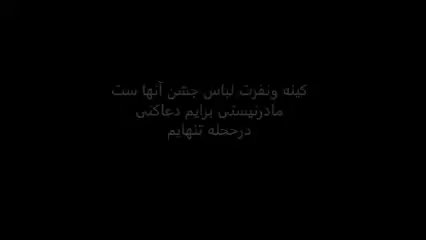 کینه ونفرت لباس جشن آنها ست
مادرنیستی برایم دعاکنی
درحجله تنهایم